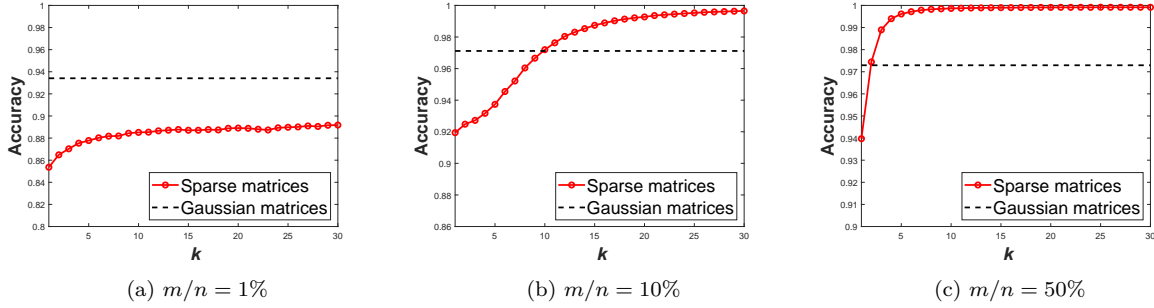 1
0.98
0.96
0.94
0.92
0.9
0.88
0.86
0.84
0.82
0.8
Accuracy
Sparse matrices
Gaussian matrices
5 10 15 20 25 30
k
(a) m/n = 1%
1
0.98
0.96
0.94
0.92
0.9
0.88
0.86
Accuracy
Sparse matrices
Gaussian matrices
5 10 15 20 25 30
k
(b) m/n = 10%
1
0.99
0.98
0.97
0.96
0.95
0.94
0.93
0.92
0.91
0.9
Accuracy
Sparse matrices
Gaussian matrices
5 10 15 20 25 30
k
(c) m/n = 50%